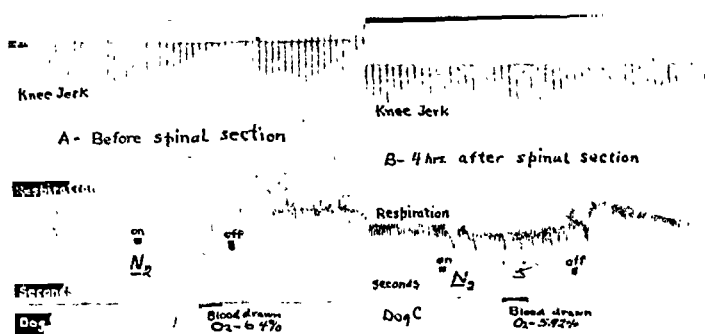 Knee Jerk
A- Before spinal section
Respiration
on
off
N2
Seconds
Dog
Blood drawn
O2-6.4%
Knee Jerk
B- 4 hrs after spinal section
Respiration
on
off
N2
Seconds
Dog C
Blood drawn
O2-5.92%